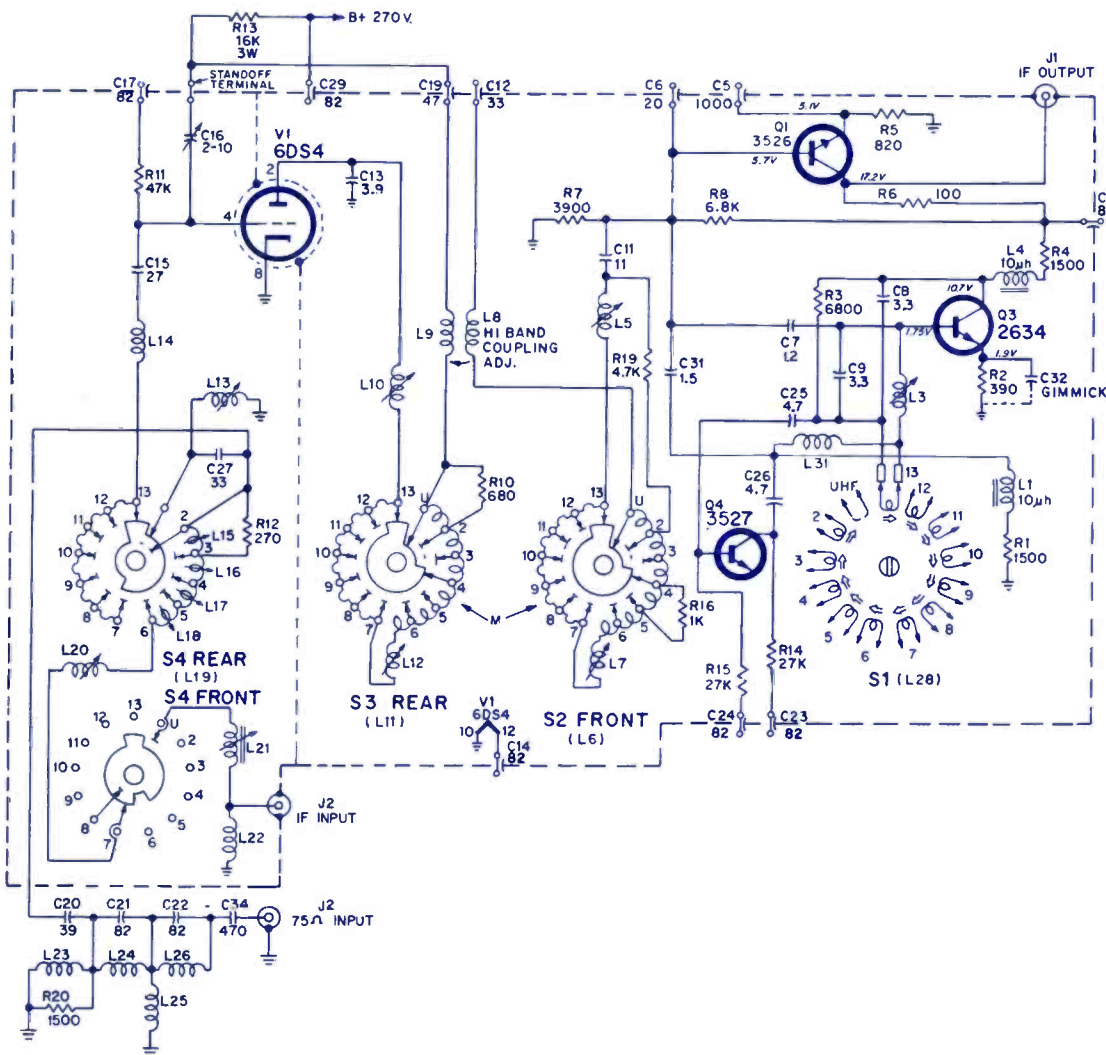 R13
16K
3W
B+ 270 V.
C17
82
STANDOFF
TERMINAL
C29
82
C19
47
C12
33
C6
20
C5
1000
J1
IF OUTPUT
C16
2-10
V1
6DS4
2
4
8
C13
3.9
R11
47K
C15
27
L14
L13
C27
33
R12
270
5.1V
Q1
3526
5.7V
17.2V
R5
820
R6 100
R7
3900
R8
6.8K
C
8
C11
11
L5
R19
4.7K
L4
10μh
R4
1500
R3
6800
C8
3.3
10.7V
Q3
2634
1.75V
1.9V
C7
1.2
C9
3.3
R2
390
C32
GIMMICK
C31
1.5
C25
4.7
L3
L31
L9
L8
HI BAND
COUPLING
ADJ.
L10
R10
680
12 13 2 3 4 5 6 7 8 9 10 11
L15
L16
L17
L18
L20
S4 REAR
(L19)
S4 FRONT
12 13 U 2 3 4 5 6 7 8 9 10 11
L21
L22
J2
IF INPUT
12 13 U 2 3 4 5 6 7 8 9 10 11
L12
S3 REAR
(L11)
M
12 13 U 2 3 4 5 6 7 8 9 10 11
L7
R16
1K
S2 FRONT
(L6)
V1
6DS4
10 12
C14
82
C26
4.7
Q4
3527
R15
27K
R14
27K
C24
82
C23
82
UHF 13 12 11 10 9 8 7 6 5 4 3 2
S1 (L28)
L1
10μh
R1
1500
C20
39
C21
82
C22
82
C34
470
J2
75Ω INPUT
L23
L24
L26
R20
1500
L25